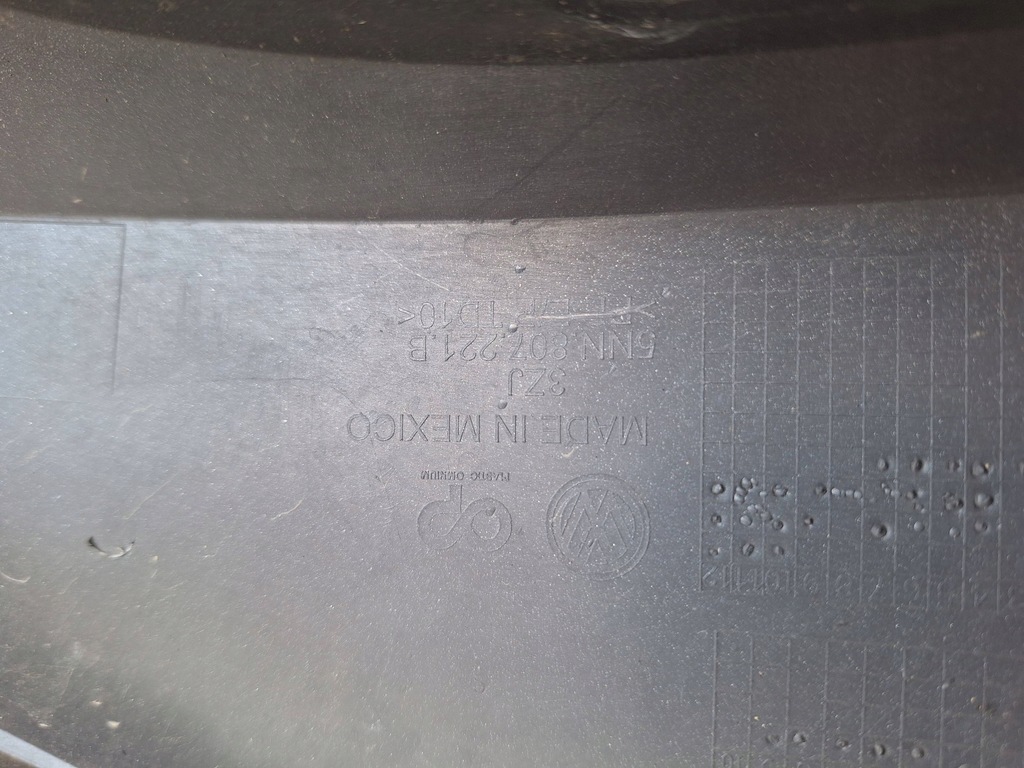 PLASTIC OMNIUM
MADE IN MEXICO
3ZJ
5NN.807.221.B
TD10<